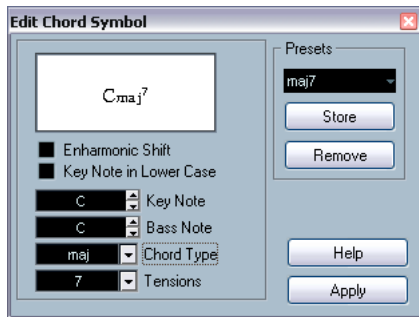 Edit Chord Symbol
Cmaj7
Enharmonic Shift
Key Note in Lower Case
C Key Note
C Bass Note
maj Chord Type
7 Tensions
Presets
maj7
Store
Remove
Help
Apply